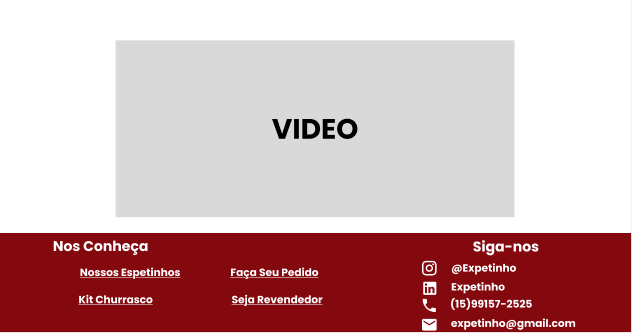 VIDEO
Nos Conheça
Nossos Espetinhos
Faça Seu Pedido
Kit Churrasco
Seja Revendedor
Siga-nos
@Expetinho
Expetinho
(15)99157-2525
expetinho@gmail.com